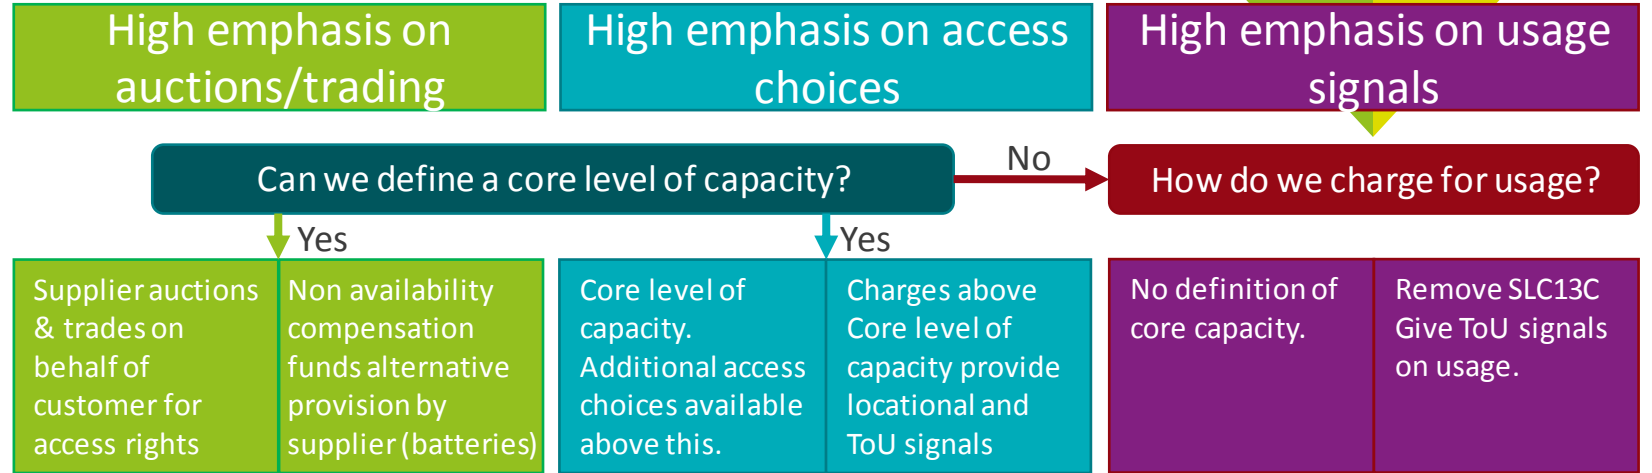 High emphasis on
auctions/trading
High emphasis on access
choices
High emphasis on usage
signals
Can we define a core level of capacity?
No
How do we charge for usage?
Yes
Yes
Supplier auctions
& trades on
behalf of
customer for
access rights
Non availability
compensation
funds alternative
provision by
supplier (batteries)
Core level of
capacity.
Additional access
choices available
above this.
Charges above
Core level of
capacity provide
locational and
ToU signals
No definition of
core capacity.
Remove SLC13C
Give ToU signals
on usage.